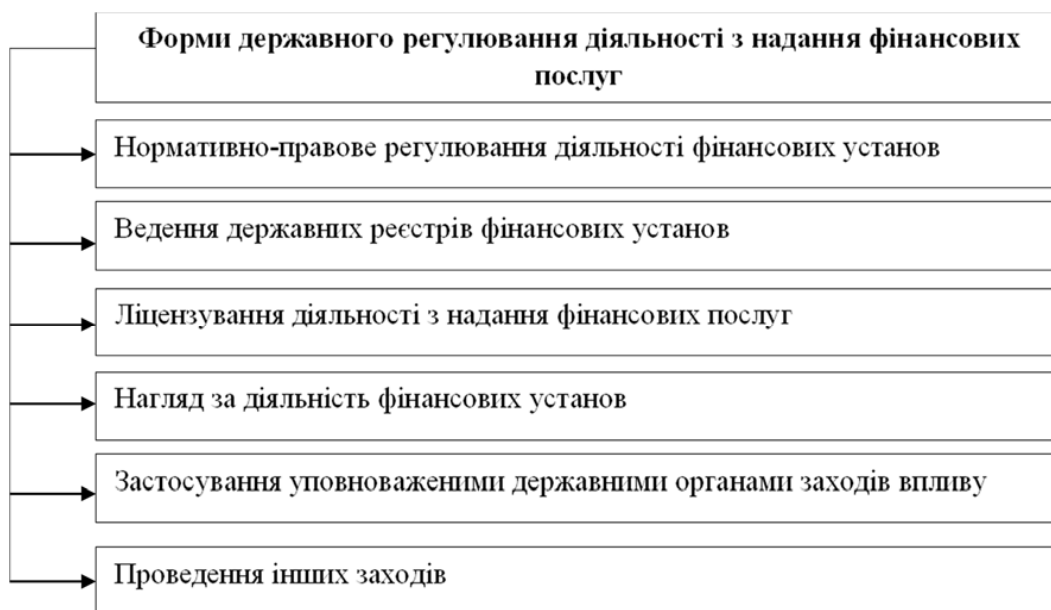 Форми державного регулювання діяльності з надання фінансових
послуг
Нормативно-правове регулювання діяльності фінансових установ
Ведення державних реєстрів фінансових установ
Ліцензування діяльності з надання фінансових послуг
Нагляд за діяльність фінансових установ
Застосування уповноваженими державними органами заходів впливу
Проведення інших заходів